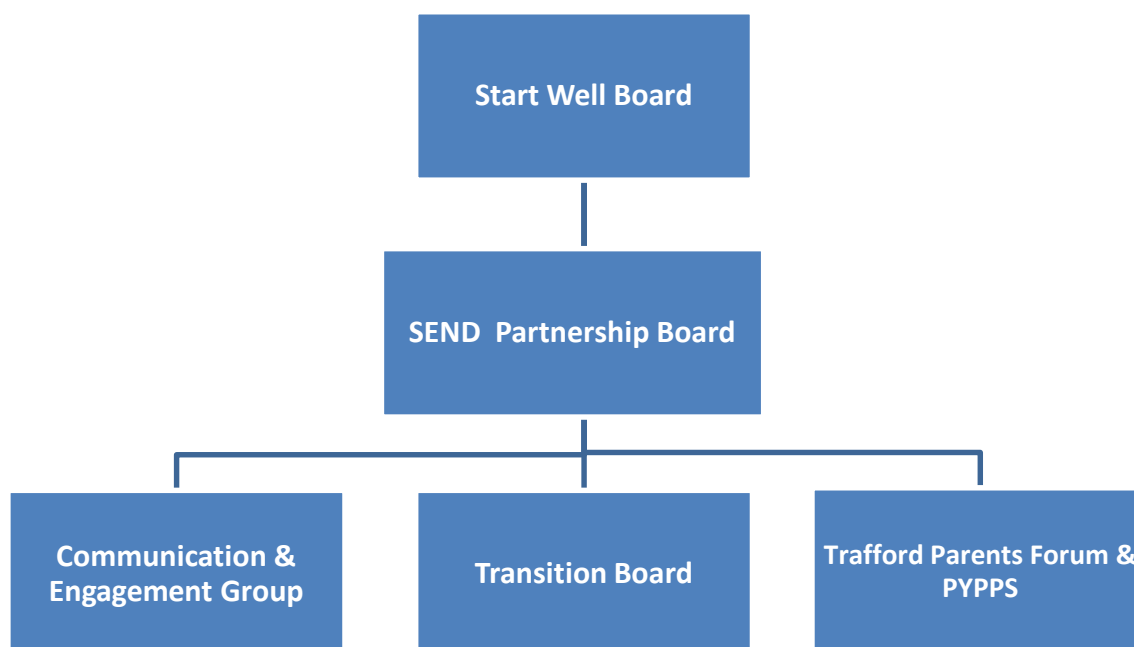 Start Well Board
SEND  Partnership Board
Communication &
Engagement Group
Transition Board
Trafford Parents Forum &
PYPPS